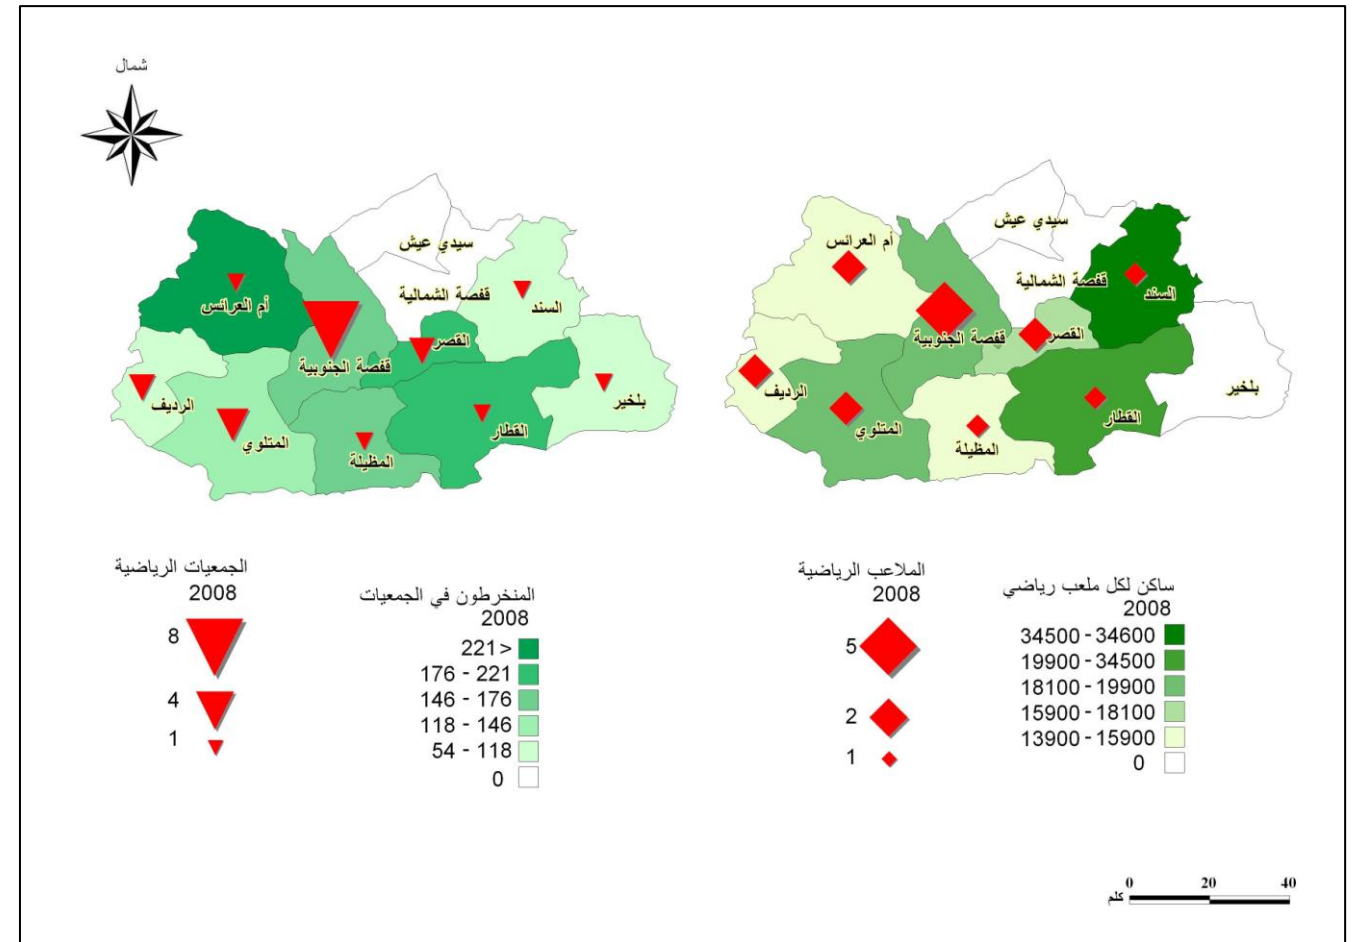 شمال
سيدي عيش
قفصة الشمالية
السند
أم العرائس
القصر
قفصة الجنوبية
بلخير
الرديف
القطار
المتلوي
المظيلة
سيدي عيش
أم العرائس
قفصة الشمالية
السند
القصر
قفصة الجنوبية
بلخير
الرديف
القطار
المتلوي
المظيلة
الجمعيات الرياضية
2008
8
4
1
المنخرطون في الجمعيات
2008
221<
176 - 221
146 - 176
118 - 146
54 - 118
0
الملاعب الرياضية
2008
5
2
1
ساكن لكل ملعب رياضي
2008
34500 - 34600
19900 - 34500
18100 - 19900
15900 - 18100
13900 - 15900
0
0 20 40
كلم